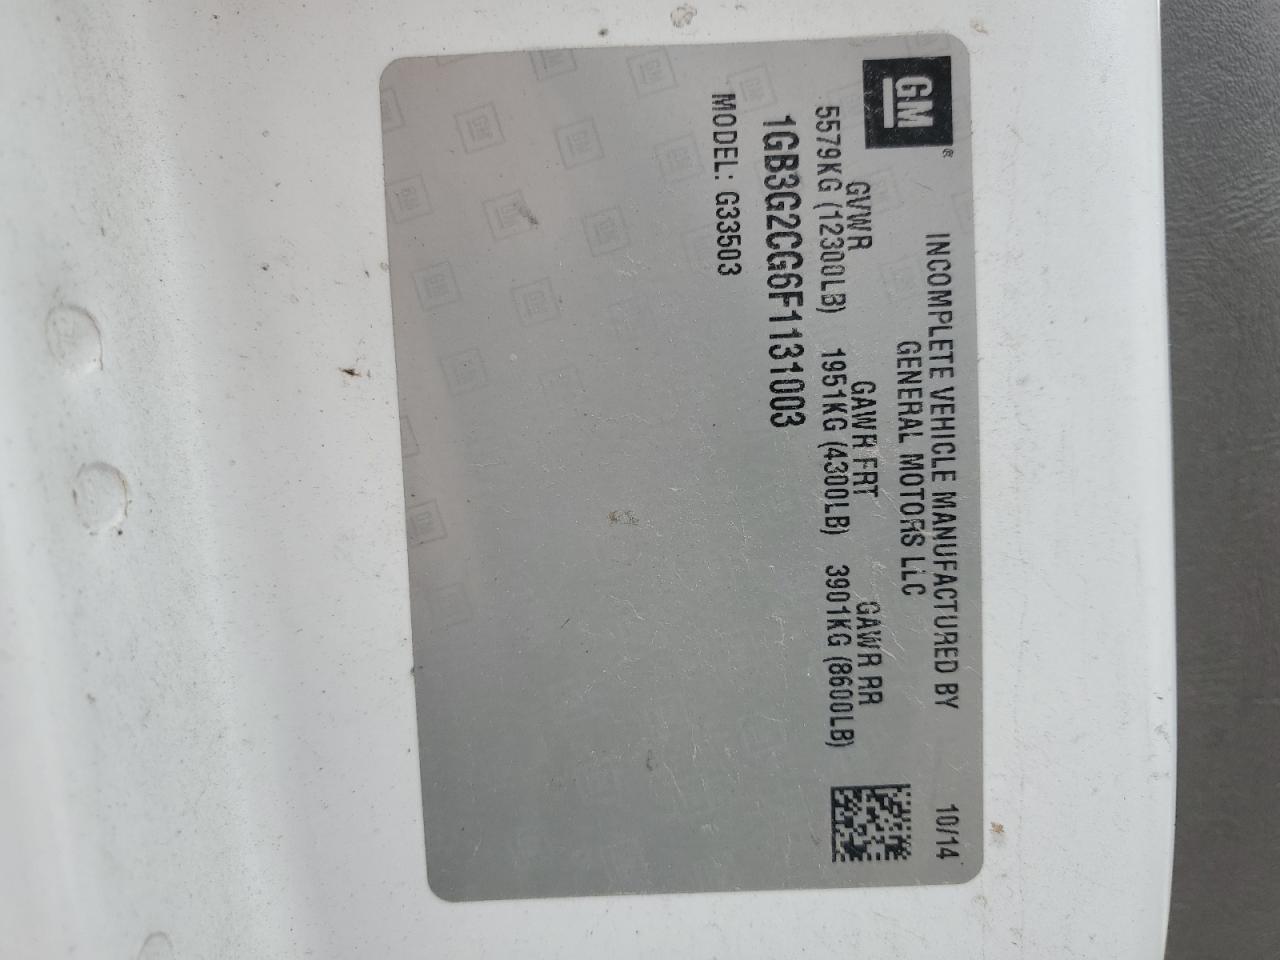 GM®
INCOMPLETE VEHICLE MANUFACTURED BY 10/14
GENERAL MOTORS LLC
GVWR GAWR FRT GAWR RR
5579KG (12300LB) 1951KG (4300LB) 3901KG (8600LB)
1GB3G2CG6F1131003
MODEL: G33503